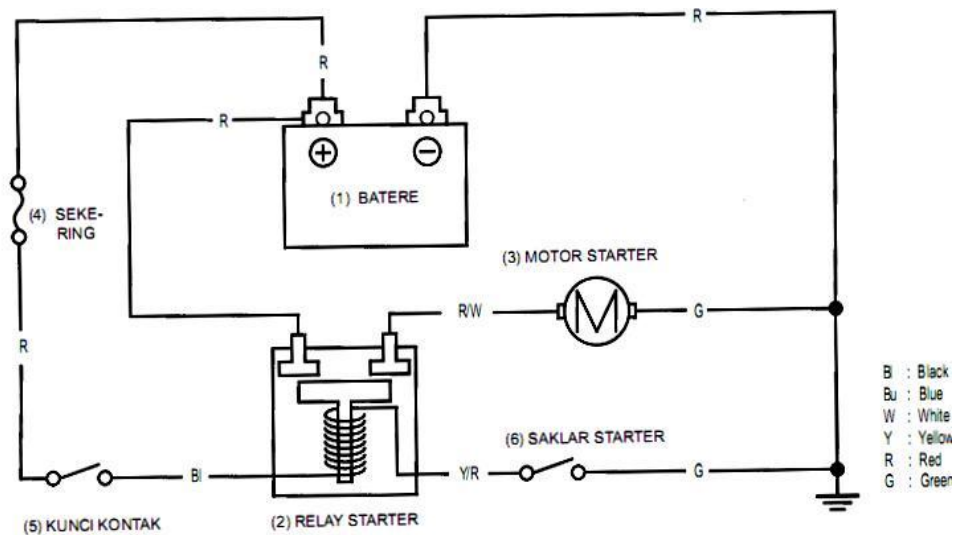 R
R
R
(1) BATERE
(4) SEKE-
RING
(3) MOTOR STARTER
R/W
M
G
R
Bl : Black
Bu : Blue
W : White
Y : Yellow
R : Red
G : Green
(6) SAKLAR STARTER
Bl
Y/R
G
(5) KUNCI KONTAK
(2) RELAY STARTER